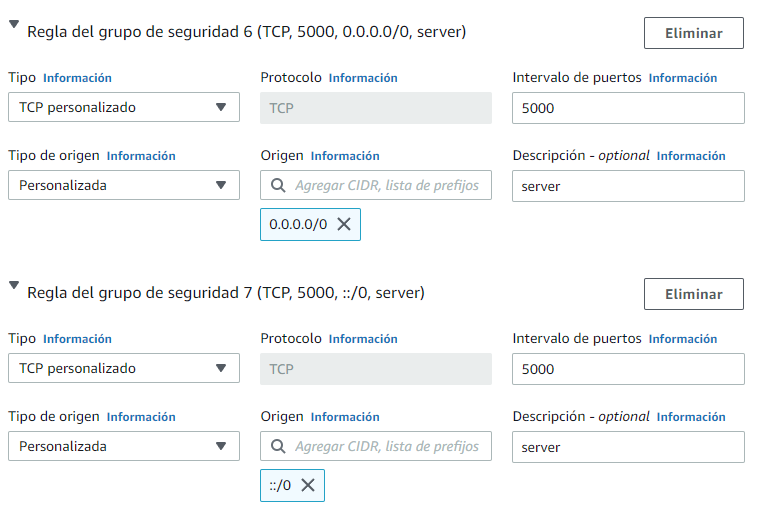 Regla del grupo de seguridad 6 (TCP, 5000, 0.0.0.0/0, server)
Eliminar
Tipo Información
Protocolo Información
Intervalo de puertos Información
TCP personalizado
TCP
5000
Tipo de origen Información
Origen Información
Descripción - optional Información
Personalizada
Agregar CIDR, lista de prefijos
server
0.0.0.0/0
Regla del grupo de seguridad 7 (TCP, 5000, ::/0, server)
Eliminar
Tipo Información
Protocolo Información
Intervalo de puertos Información
TCP personalizado
TCP
5000
Tipo de origen Información
Origen Información
Descripción - optional Información
Personalizada
Agregar CIDR, lista de prefijos
server
::/0